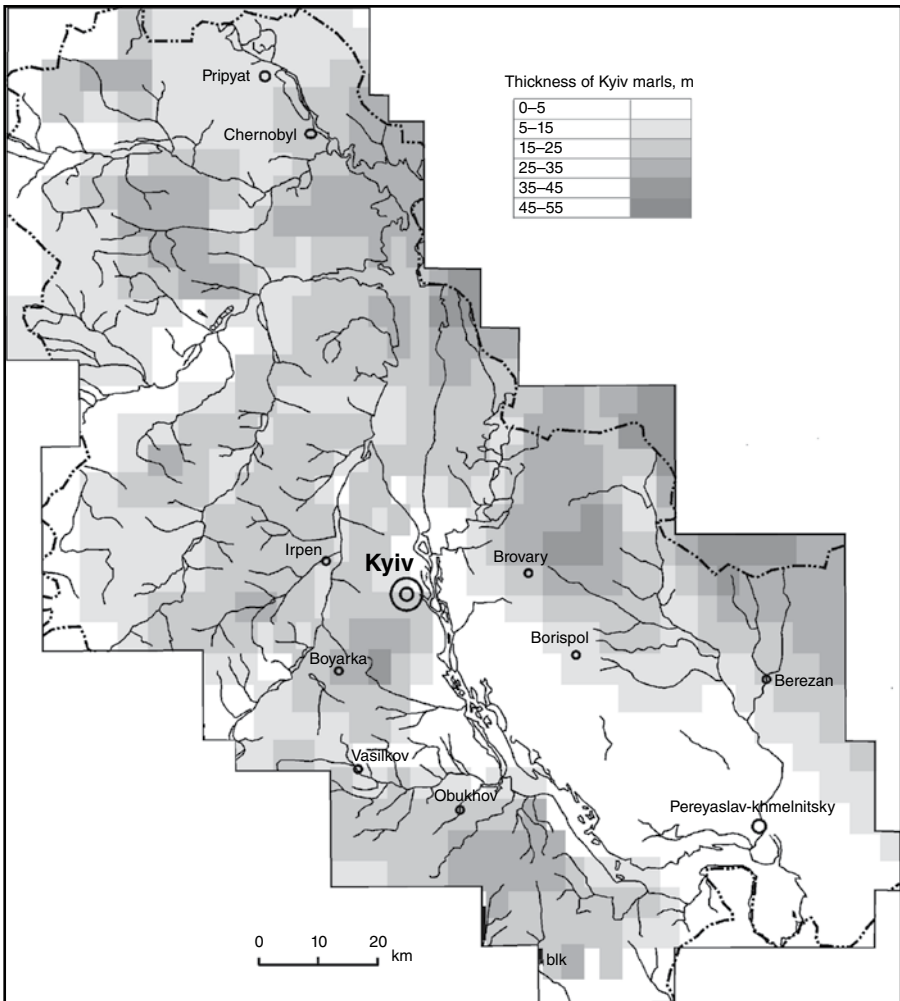 Pripyat
Thickness of Kyiv marls, m
0–5
5–15
15–25
25–35
35–45
45–55
Chernobyl
Irpen
Kyiv
Brovary
Borispol
Boyarka
Berezan
Vasilkov
Obukhov
Pereyaslav-khmelnitsky
0 10 20
km
blk